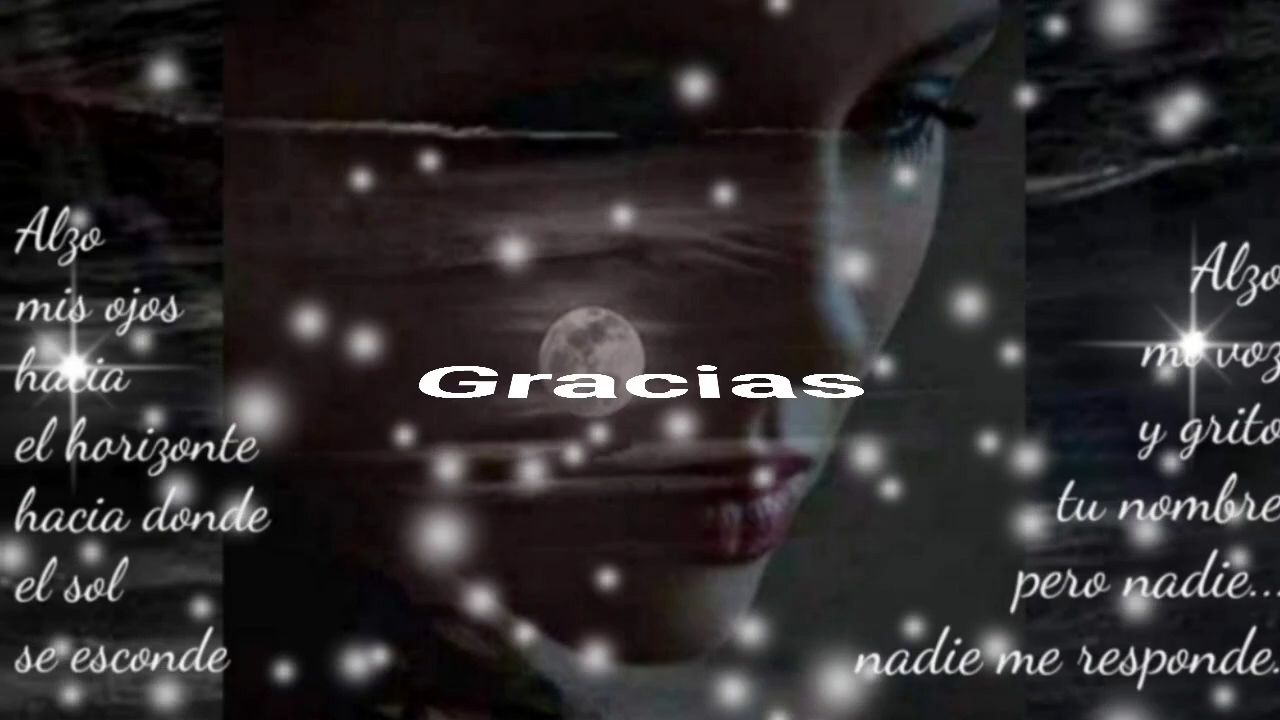 Alzo
mis ojos
hacia
el horizonte
hacia donde
el sol
se esconde
Gracias
Alzo
mi voz
y grito
tu nombre
pero nadie...
nadie me responde.